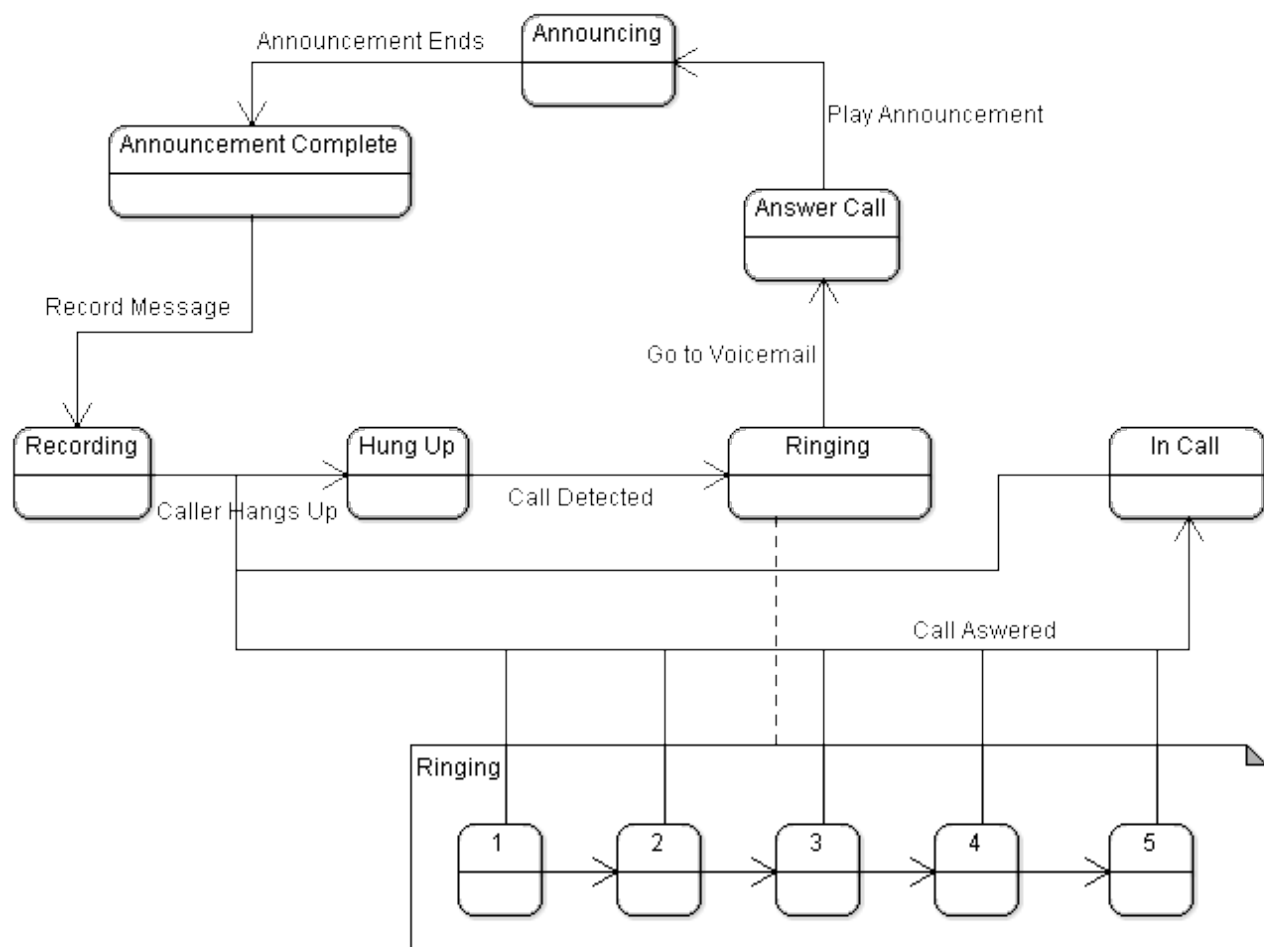 Announcement Ends
Announcing
Play Announcement
Announcement Complete
Answer Call
Record Message
Go to Voicemail
Recording
Hung Up
Ringing
In Call
Caller Hangs Up
Call Detected
Call Aswered
Ringing
1
2
3
4
5